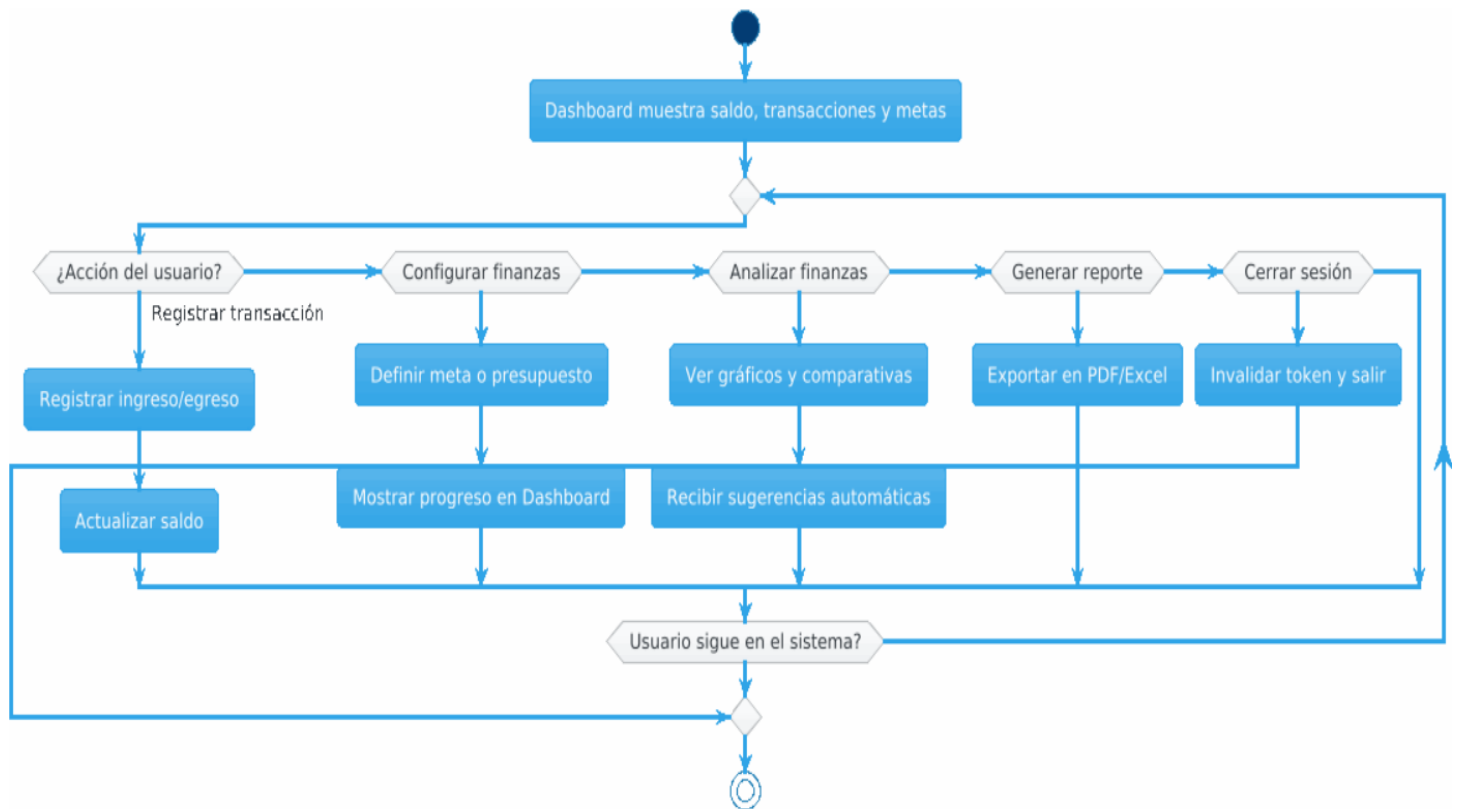 Dashboard muestra saldo, transacciones y metas
¿Acción del usuario?
Configurar finanzas
Analizar finanzas
Generar reporte
Cerrar sesión
Registrar transacción
Registrar ingreso/egreso
Definir meta o presupuesto
Ver gráficos y comparativas
Exportar en PDF/Excel
Invalidar token y salir
Actualizar saldo
Mostrar progreso en Dashboard
Recibir sugerencias automáticas
Usuario sigue en el sistema?